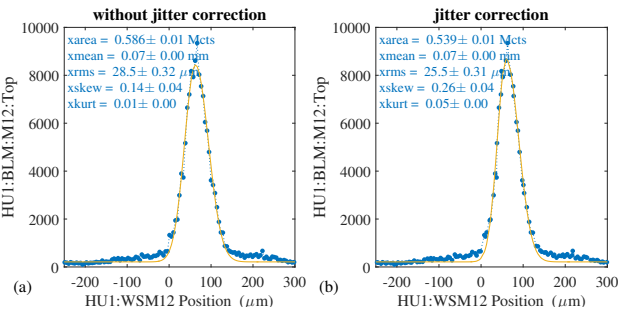 without jitter correction
xarea = 0.586± 0.01 Mcts
xmean = 0.07± 0.00 mm
xrms = 28.5± 0.32 μm
xskew = 0.14± 0.04
xkurt = 0.01± 0.00
10000
8000
6000
4000
2000
0
HU1:BLM:M12:Top
-200 -100 0 100 200 300
(a)
HU1:WSM12 Position (μm)
jitter correction
xarea = 0.539± 0.01 Mcts
xmean = 0.07± 0.00 mm
xrms = 25.5± 0.31 μm
xskew = 0.26± 0.04
xkurt = 0.05± 0.00
10000
8000
6000
4000
2000
0
HU1:BLM:M12:Top
-200 -100 0 100 200 300
(b)
HU1:WSM12 Position (μm)